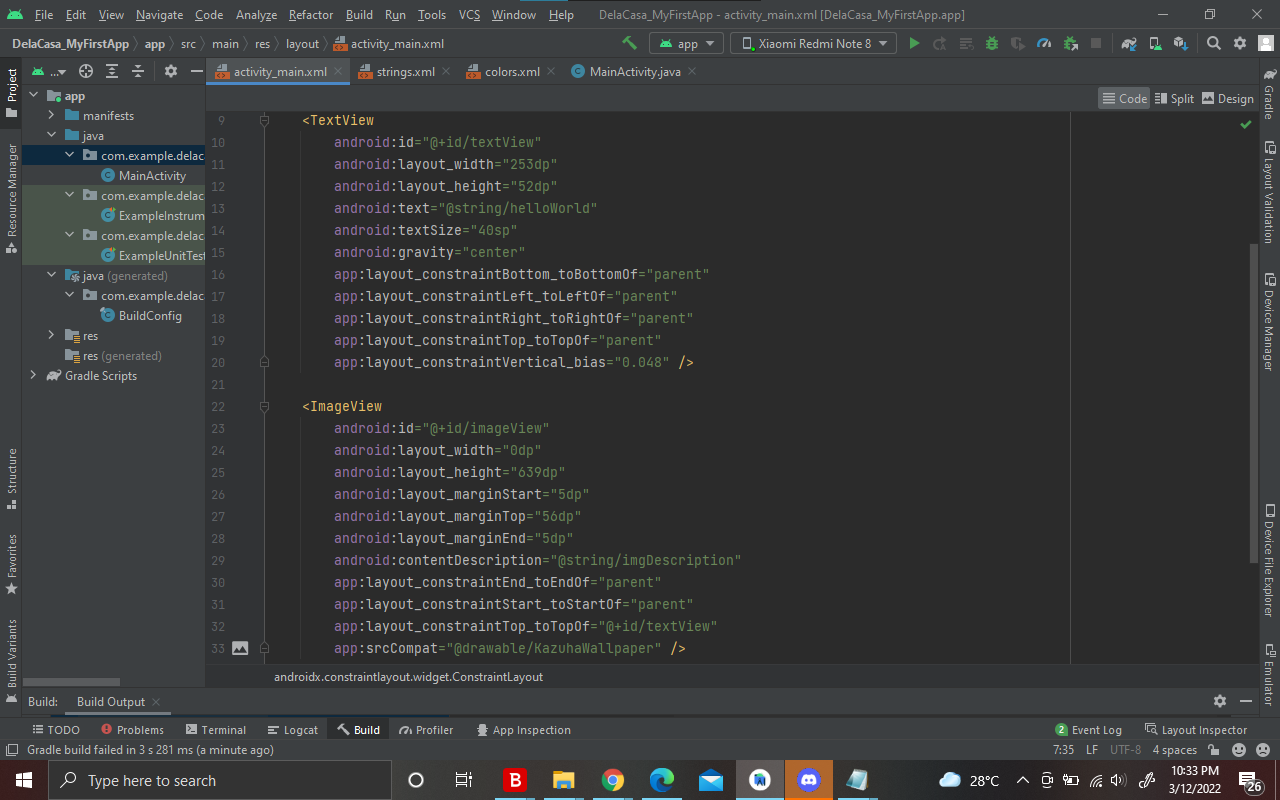 File Edit View Navigate Code Analyze Refactor Build Run Tools VCS Window Help DelaCasa_MyFirstApp - activity_main.xml [DelaCasa_MyFirstApp.app]
DelaCasa_MyFirstApp app src main res layout activity_main.xml app Xiaomi Redmi Note 8
... activity_main.xml strings.xml colors.xml MainActivity.java
Code Split Design
Project
Resource Manager
Structure
Favorites
Build Variants
app
manifests
java
com.example.delac
MainActivity
com.example.delac
ExampleInstrum
com.example.delac
ExampleUnitTest
java (generated)
com.example.delac
BuildConfig
res
res (generated)
Gradle Scripts
9 <TextView
10 android:id="@+id/textView"
11 android:layout_width="253dp"
12 android:layout_height="52dp"
13 android:text="@string/helloWorld"
14 android:textSize="40sp"
15 android:gravity="center"
16 app:layout_constraintBottom_toBottomOf="parent"
17 app:layout_constraintLeft_toLeftOf="parent"
18 app:layout_constraintRight_toRightOf="parent"
19 app:layout_constraintTop_toTopOf="parent"
20 app:layout_constraintVertical_bias="0.048" />
21
22 <ImageView
23 android:id="@+id/imageView"
24 android:layout_width="0dp"
25 android:layout_height="639dp"
26 android:layout_marginStart="5dp"
27 android:layout_marginTop="56dp"
28 android:layout_marginEnd="5dp"
29 android:contentDescription="@string/imgDescription"
30 app:layout_constraintEnd_toEndOf="parent"
31 app:layout_constraintStart_toStartOf="parent"
32 app:layout_constraintTop_toTopOf="@+id/textView"
33 app:srcCompat="@drawable/KazuhaWallpaper" />
androidx.constraintlayout.widget.ConstraintLayout
Gradle
Layout Validation
Device Manager
Device File Explorer
Emulator
Build: Build Output
TODO Problems Terminal Logcat Build Profiler App Inspection 2 Event Log Layout Inspector
Gradle build failed in 3 s 281 ms (a minute ago) 7:35 LF UTF-8 4 spaces
Type here to search B 28°C 10:33 PM
3/12/2022 26